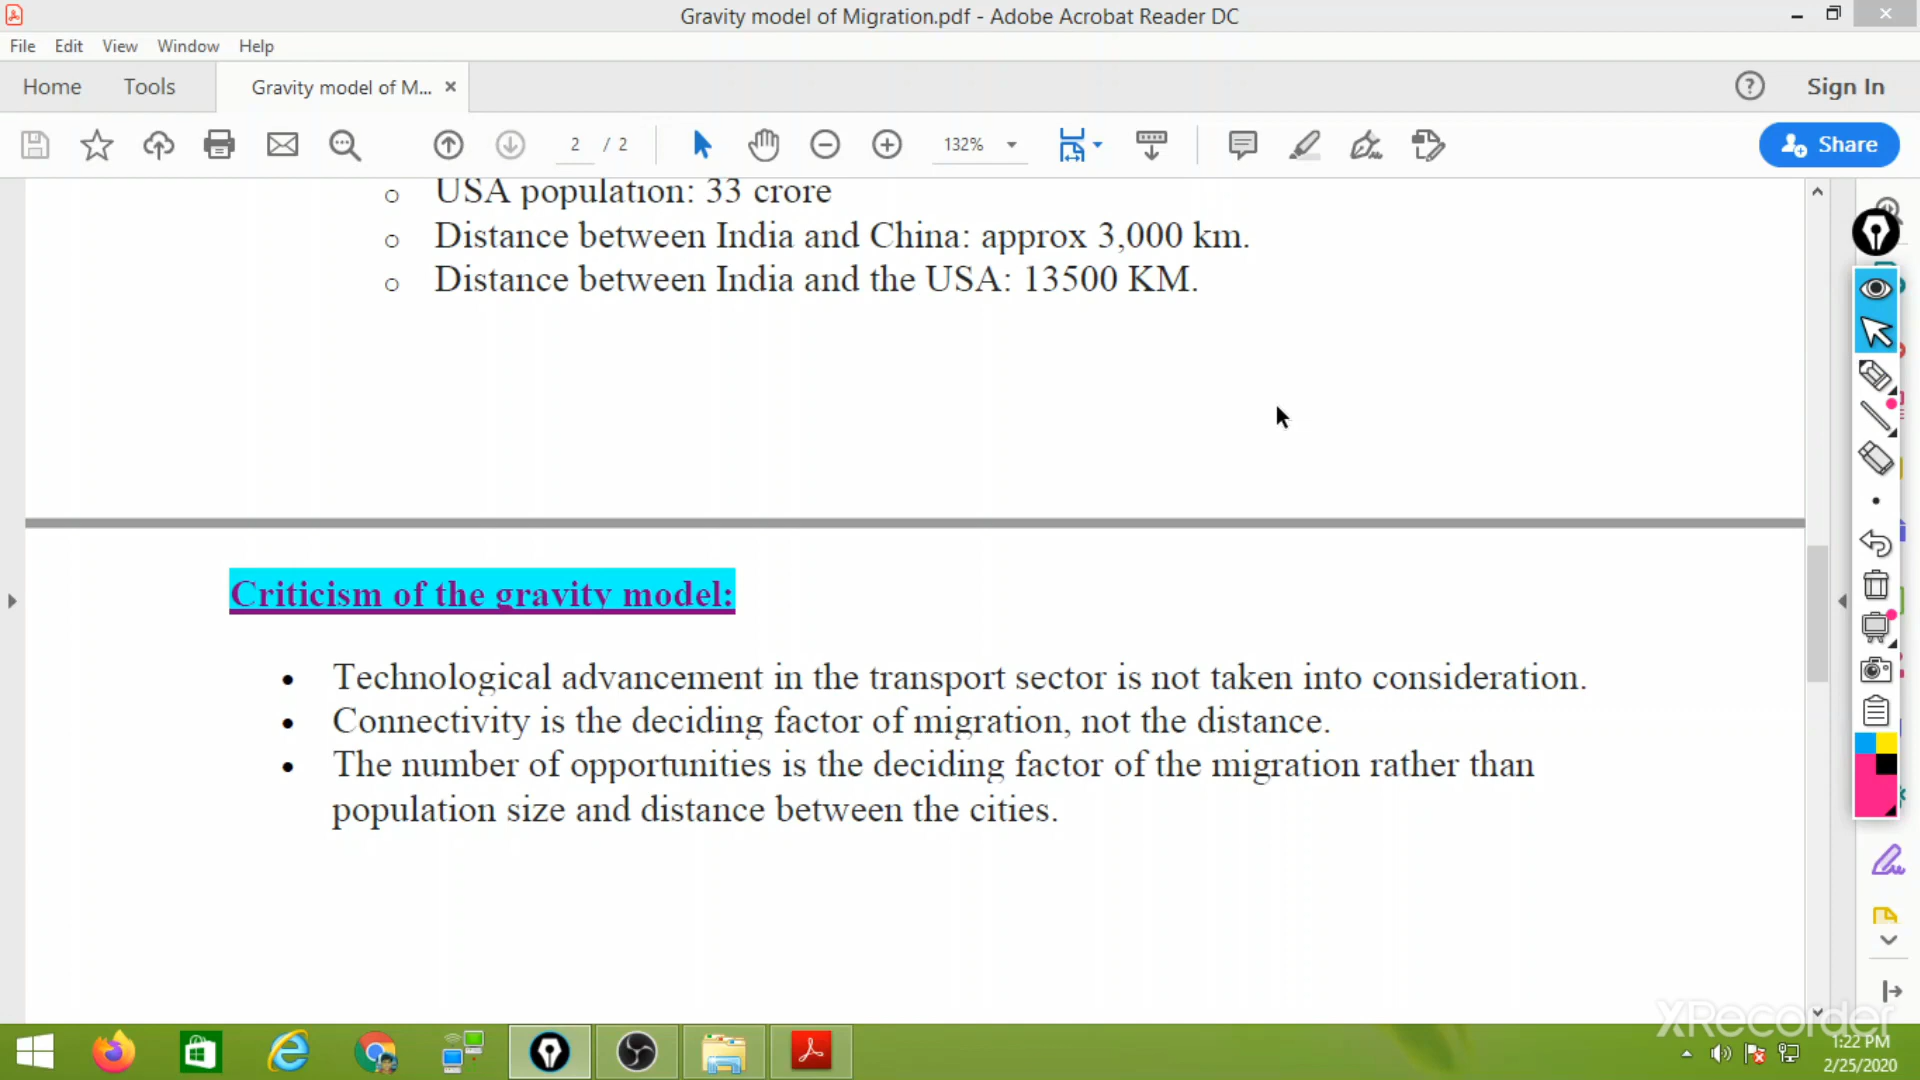 Gravity model of Migration.pdf - Adobe Acrobat Reader DC
File Edit View Window Help
Home Tools Gravity model of M... × Sign In
2 / 2 132% Share
USA population: 33 crore
Distance between India and China: approx 3,000 km.
Distance between India and the USA: 13500 KM.
Criticism of the gravity model:
• Technological advancement in the transport sector is not taken into consideration.
• Connectivity is the deciding factor of migration, not the distance.
• The number of opportunities is the deciding factor of the migration rather than
population size and distance between the cities.
XRecorder
1:22 PM
2/25/2020